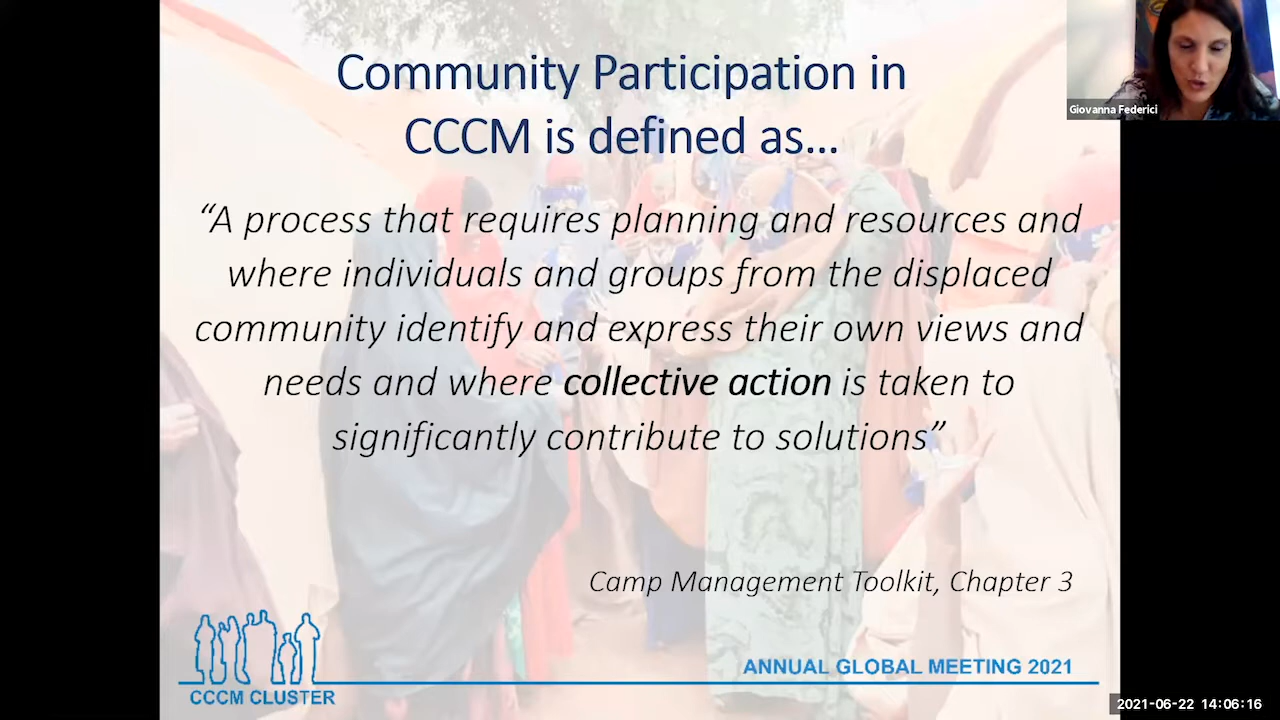 Community Participation in
CCCM is defined as...
“A process that requires planning and resources and
where individuals and groups from the displaced
community identify and express their own views and
needs and where collective action is taken to
significantly contribute to solutions”
Camp Management Toolkit, Chapter 3
ANNUAL GLOBAL MEETING 2021
CCCM CLUSTER
Giovanna Federici
2021-06-22 14:06:16